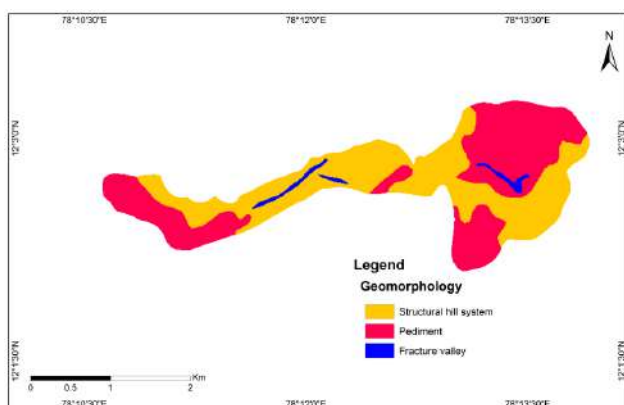 78°10'30"E 78°12'0"E 78°13'30"E
N
12°3'0"N 12°3'0"N
Legend
Geomorphology
Structural hill system
Pediment
Fracture valley
12°1'30"N 12°1'30"N
Km
0 0.5 1 2
78°10'30"E 78°12'0"E 78°13'30"E